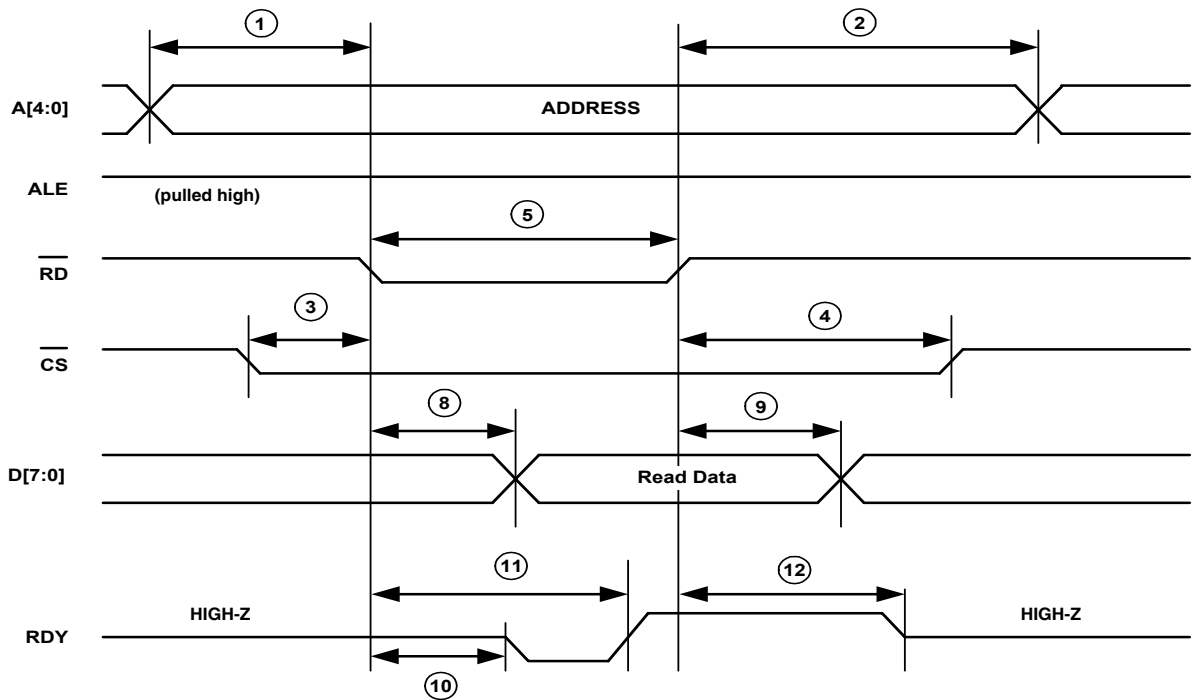 1
2
A[4:0]
ADDRESS
ALE
(pulled high)
5
RD
3
4
CS
8
9
D[7:0]
Read Data
11
12
HIGH-Z
HIGH-Z
RDY
10